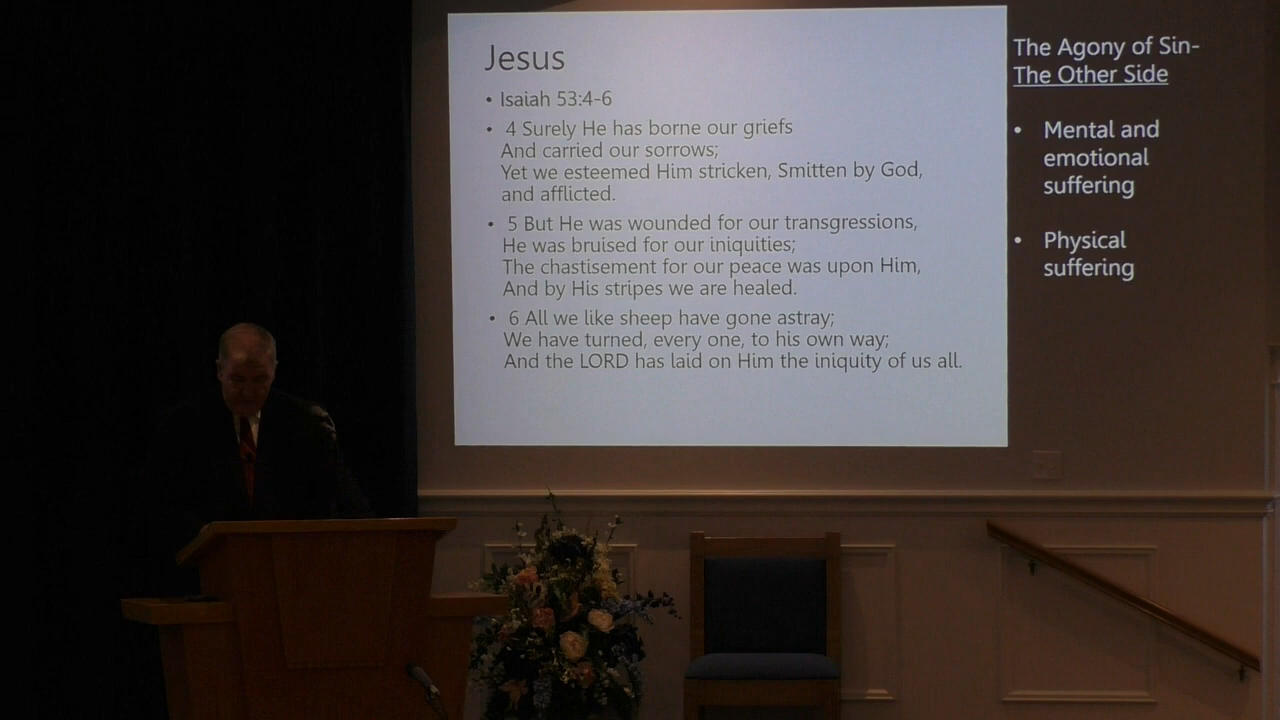 Jesus
• Isaiah 53:4-6
• 4 Surely He has borne our griefs
And carried our sorrows;
Yet we esteemed Him stricken, Smitten by God,
and afflicted.
• 5 But He was wounded for our transgressions,
He was bruised for our iniquities;
The chastisement for our peace was upon Him,
And by His stripes we are healed.
• 6 All we like sheep have gone astray;
We have turned, every one, to his own way;
And the LORD has laid on Him the iniquity of us all.
The Agony of Sin-
The Other Side
• Mental and
emotional
suffering
• Physical
suffering